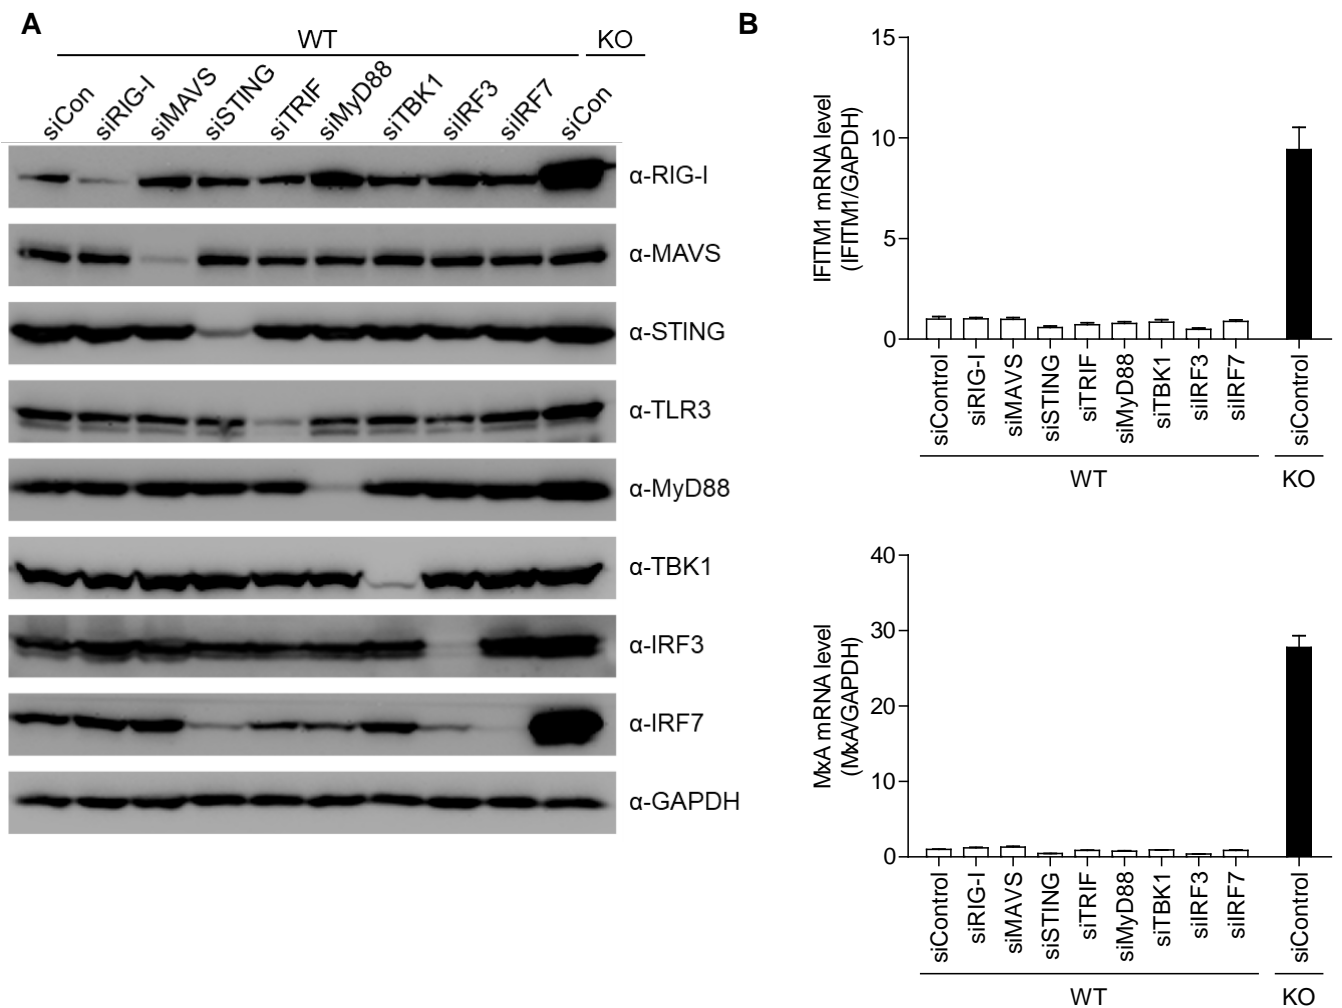 A
WT
KO
siCon
siRIG-I
siMAVS
siSTING
siTRIF
siMyD88
siTBK1
siIRF3
siIRF7
siCon
α-RIG-I
α-MAVS
α-STING
α-TLR3
α-MyD88
α-TBK1
α-IRF3
α-IRF7
α-GAPDH
B
IFITM1 mRNA level
(IFITM1/GAPDH)
15
10
5
0
siControl
siRIG-I
siMAVS
siSTING
siTRIF
siMyD88
siTBK1
siIRF3
siIRF7
siControl
WT
KO
MxA mRNA level
(MxA/GAPDH)
40
30
20
10
0
siControl
siRIG-I
siMAVS
siSTING
siTRIF
siMyD88
siTBK1
siIRF3
siIRF7
siControl
WT
KO